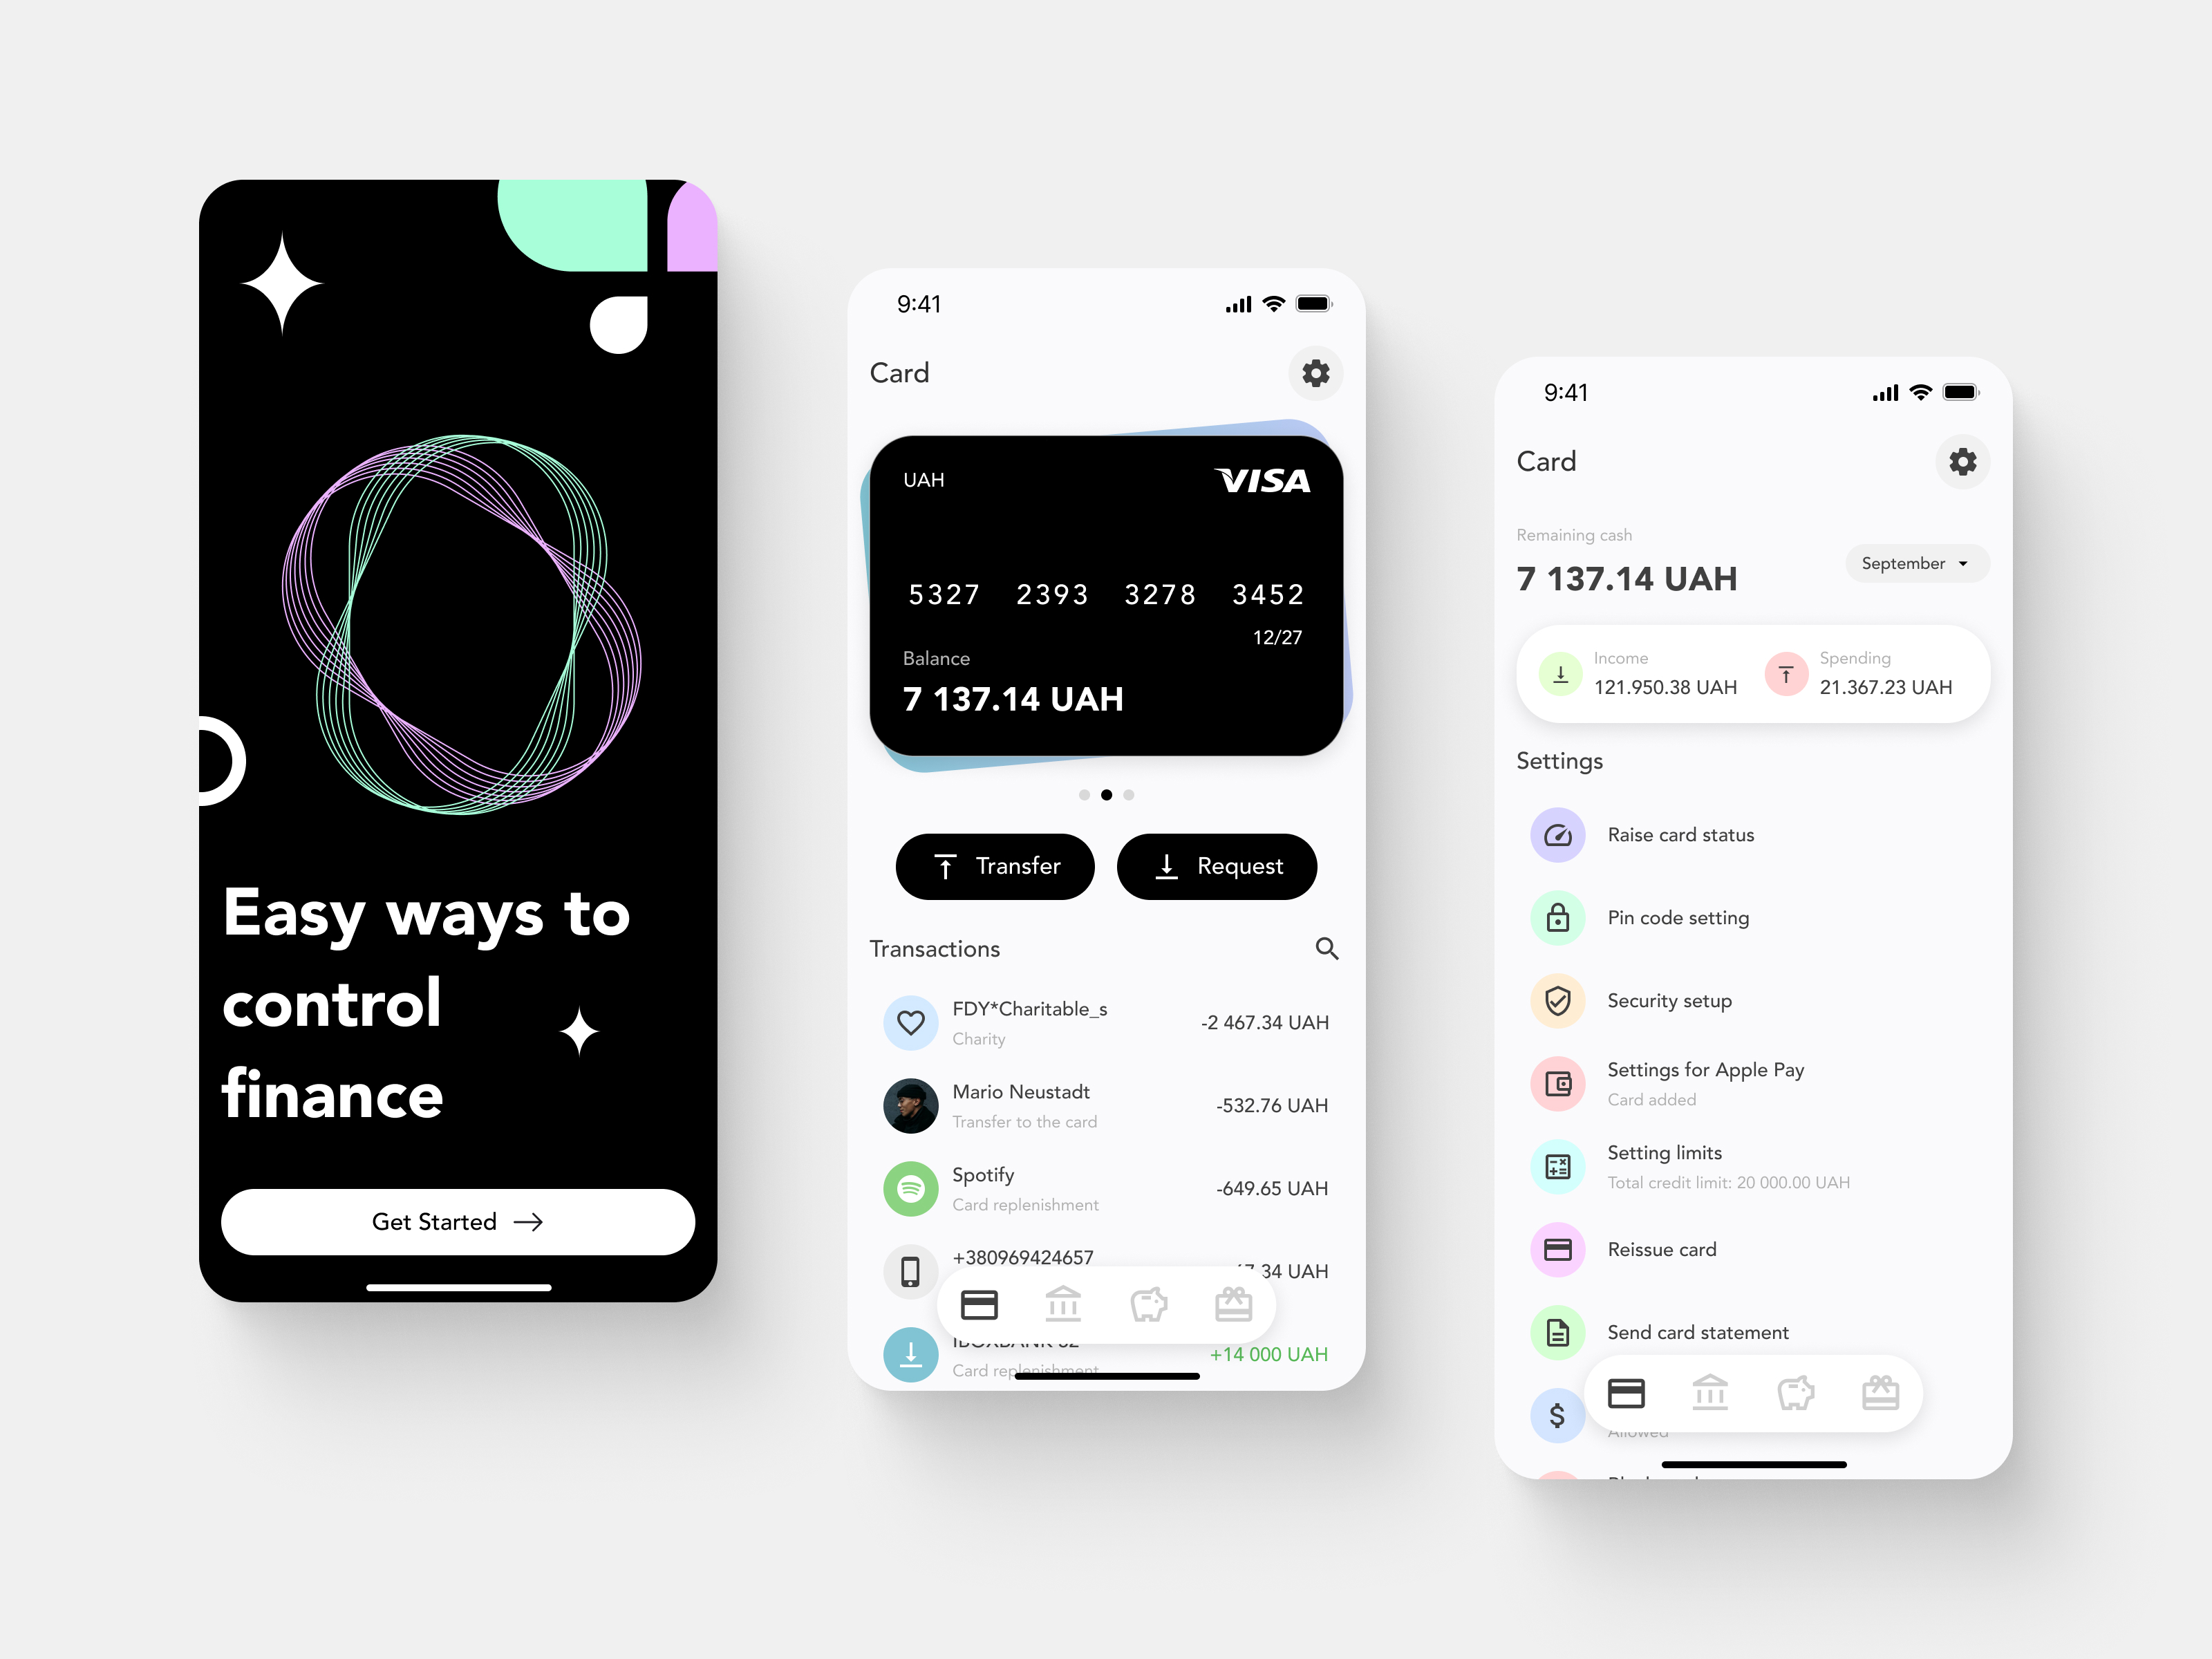 Easy ways to
control
finance
Get Started
9:41
Card
UAH
VISA
5327 2393 3278 3452
12/27
Balance
7 137.14 UAH
Transfer
Request
Transactions
FDY*Charitable_s
Charity
-2 467.34 UAH
Mario Neustadt
Transfer to the card
-532.76 UAH
Spotify
Card replenishment
-649.65 UAH
+380969424657
UAH
Card replenishment
+14 000 UAH
9:41
Card
Remaining cash
7 137.14 UAH
September
Income
121.950.38 UAH
Spending
21.367.23 UAH
Settings
Raise card status
Pin code setting
Security setup
Settings for Apple Pay
Card added
Setting limits
Total credit limit: 20 000.00 UAH
Reissue card
Send card statement
Allowed